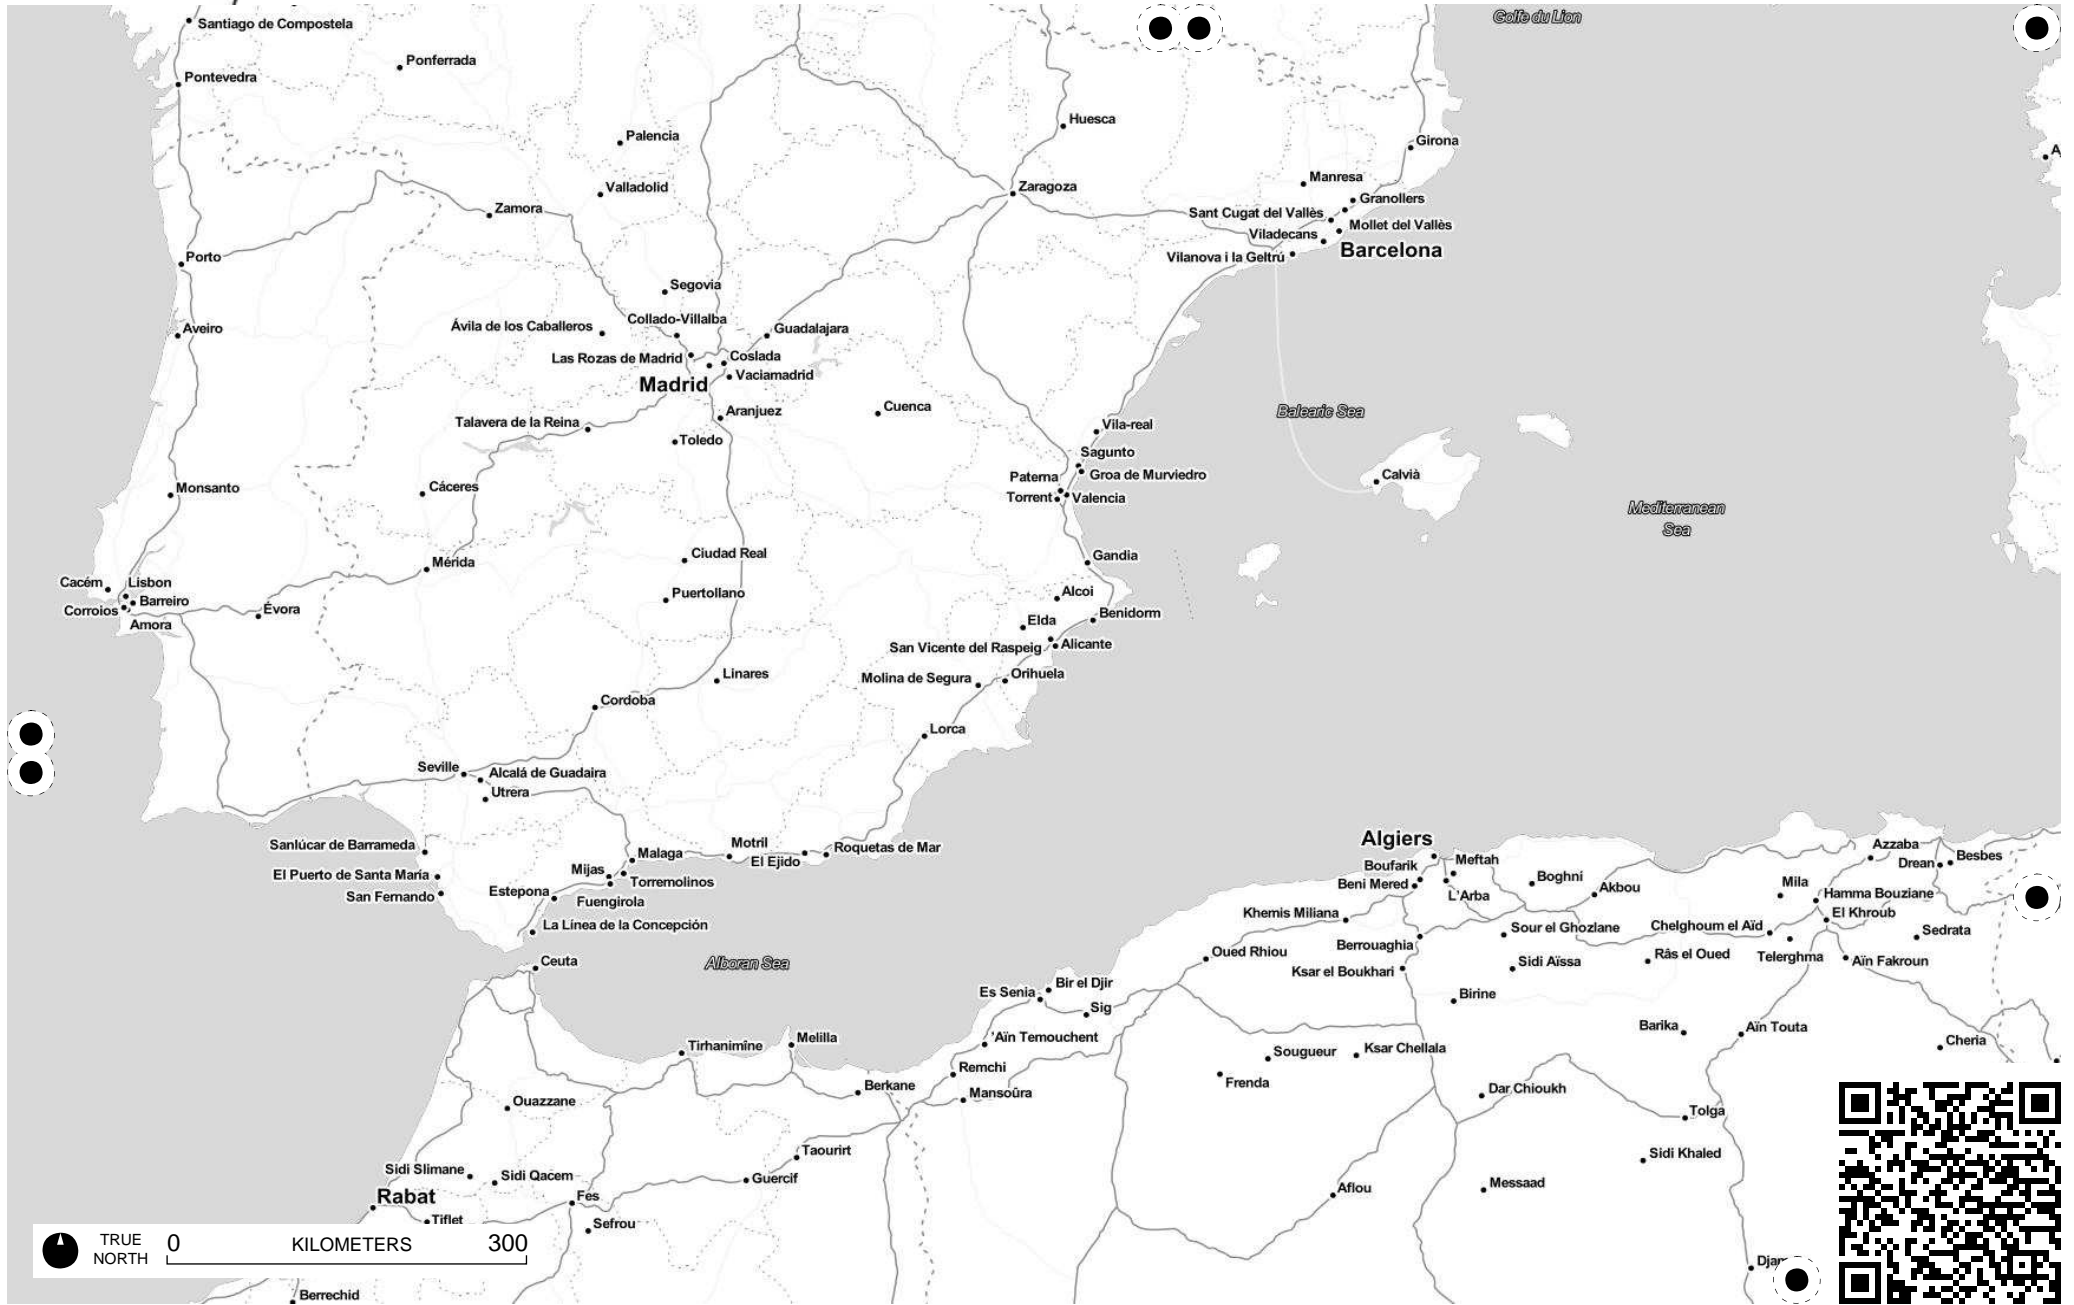 Golfe du Lion
Santiago de Compostela
Ponferrada
Pontevedra
Huesca
Palencia
Girona
A
Manresa
Valladolid
Zaragoza
Granollers
Zamora
Sant Cugat del Vallès
Mollet del Vallès
Viladecans
Barcelona
Porto
Vilanova i la Geltrú
Segovia
Collado-Villalba
Ávila de los Caballeros
Aveiro
Guadalajara
Las Rozas de Madrid
Coslada
Vaciamadrid
Madrid
Cuenca
Aranjuez
Balearic Sea
Talavera de la Reina
Vila-real
Toledo
Sagunto
Paterna
Groa de Murviedro
Calvià
Cáceres
Monsanto
Torrent
Valencia
Mediterranean
Sea
Ciudad Real
Gandia
Mérida
Cacém
Lisbon
Alcoi
Puertollano
Barreiro
Corroios
Évora
Benidorm
Elda
Amora
San Vicente del Raspeig
Alicante
Linares
Molina de Segura
Orihuela
Cordoba
Lorca
Seville
Alcalá de Guadaira
Utrera
Algiers
Sanlúcar de Barrameda
Motril
Roquetas de Mar
Azzaba
Malaga
El Ejido
Besbes
Drean
Meftah
Boufarik
Mijas
El Puerto de Santa María
Torremolinos
Boghni
Mila
Beni Mered
Akbou
Estepona
Hamma Bouziane
San Fernando
L'Arba
Fuengirola
Khemis Miliana
El Khroub
La Línea de la Concepción
Chelghoum el Aïd
Sour el Ghozlane
Sedrata
Berrouaghia
Oued Rhiou
Râs el Oued
Telerghma
Ceuta
Alboran Sea
Sidi Aïssa
Aïn Fakroun
Ksar el Boukhari
Bir el Djir
Es Senia
Birine
Sig
Barika
Aïn Touta
'Aïn Temouchent
Melilla
Cheria
Tirhanimîne
Sougueur
Ksar Chellala
Remchi
Frenda
Berkane
Dar Chioukh
Mansoûra
Ouazzane
Tolga
Taourirt
Sidi Khaled
Sidi Slimane
Sidi Qacem
Guercif
Messaad
Aflou
Rabat
Fes
Tiflet
Sefrou
TRUE
NORTH
0 KILOMETERS 300
Berrechid